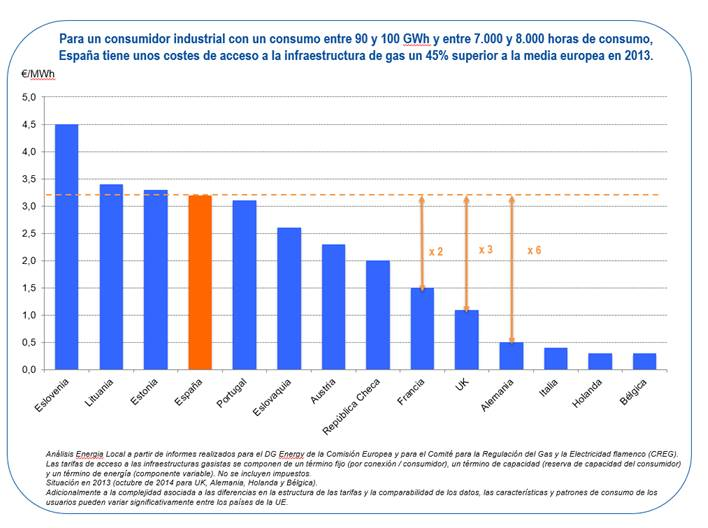 Para un consumidor industrial con un consumo entre 90 y 100 GWh y entre 7.000 y 8.000 horas de consumo,
España tiene unos costes de acceso a la infraestructura de gas un 45% superior a la media europea en 2013.
€/MWh
5,0
4,5
4,0
3,5
3,0
2,5
2,0
1,5
1,0
0,5
0,0
x 2
x 3
x 6
Eslovenia
Lituania
Estonia
España
Portugal
Eslovaquia
Austria
República Checa
Francia
UK
Alemania
Italia
Holanda
Bélgica
Análisis Energía Local a partir de informes realizados para el DG Energy de la Comisión Europea y para el Comité para la Regulación del Gas y la Electricidad flamenco (CREG).
Las tarifas de acceso a las infraestructuras gasistas se componen de un término fijo (por conexión / consumidor), un término de capacidad (reserva de capacidad del consumidor)
y un término de energía (componente variable). No se incluyen impuestos.
Situación en 2013 (octubre de 2014 para UK, Alemania, Holanda y Bélgica).
Adicionalmente a la complejidad asociada a las diferencias en la estructura de las tarifas y la comparabilidad de los datos, las características y patrones de consumo de los
usuarios pueden variar significativamente entre los países de la UE.